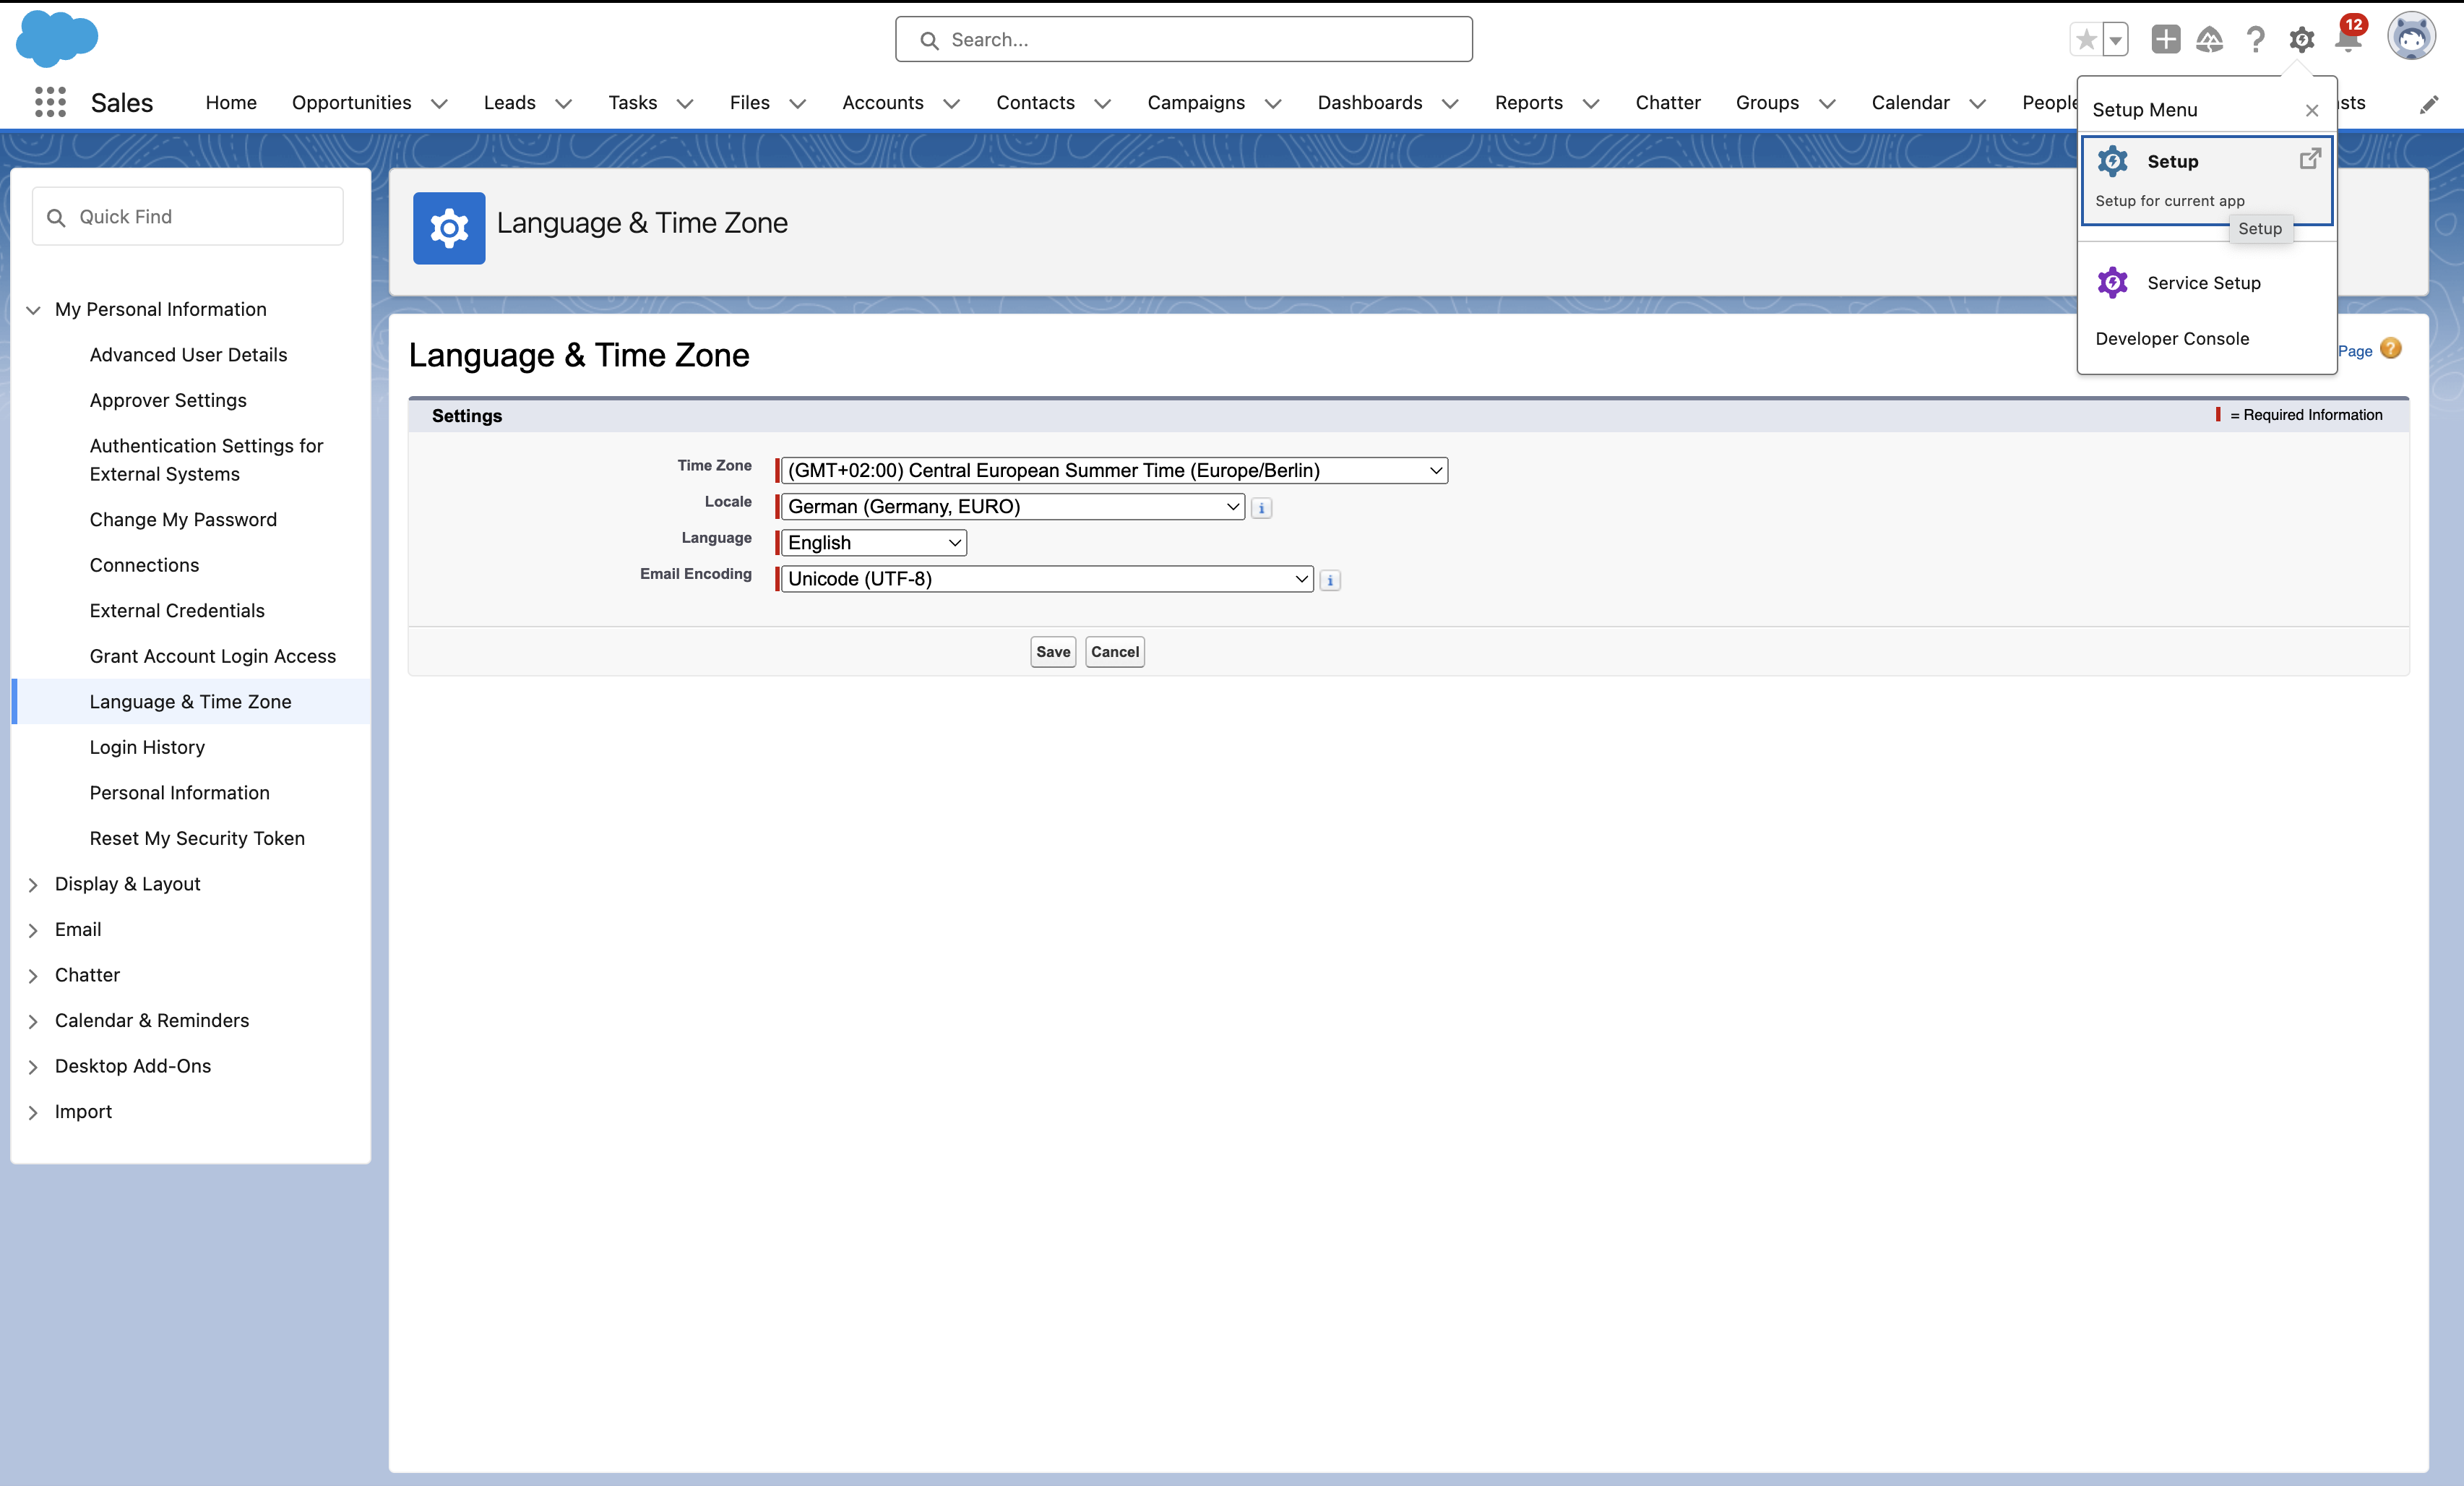 Search...
12
Sales
Home Opportunities Leads Tasks Files Accounts Contacts Campaigns Dashboards Reports Chatter Groups Calendar People sts
Setup Menu
Setup
Setup for current app
Setup
Service Setup
Developer Console
Quick Find
My Personal Information
Advanced User Details
Approver Settings
Authentication Settings for
External Systems
Change My Password
Connections
External Credentials
Grant Account Login Access
Language & Time Zone
Login History
Personal Information
Reset My Security Token
Display & Layout
Email
Chatter
Calendar & Reminders
Desktop Add-Ons
Import
Language & Time Zone
Language & Time Zone
Page ?
Settings
= Required Information
Time Zone (GMT+02:00) Central European Summer Time (Europe/Berlin)
Locale German (Germany, EURO) i
Language English
Email Encoding Unicode (UTF-8) i
Save Cancel